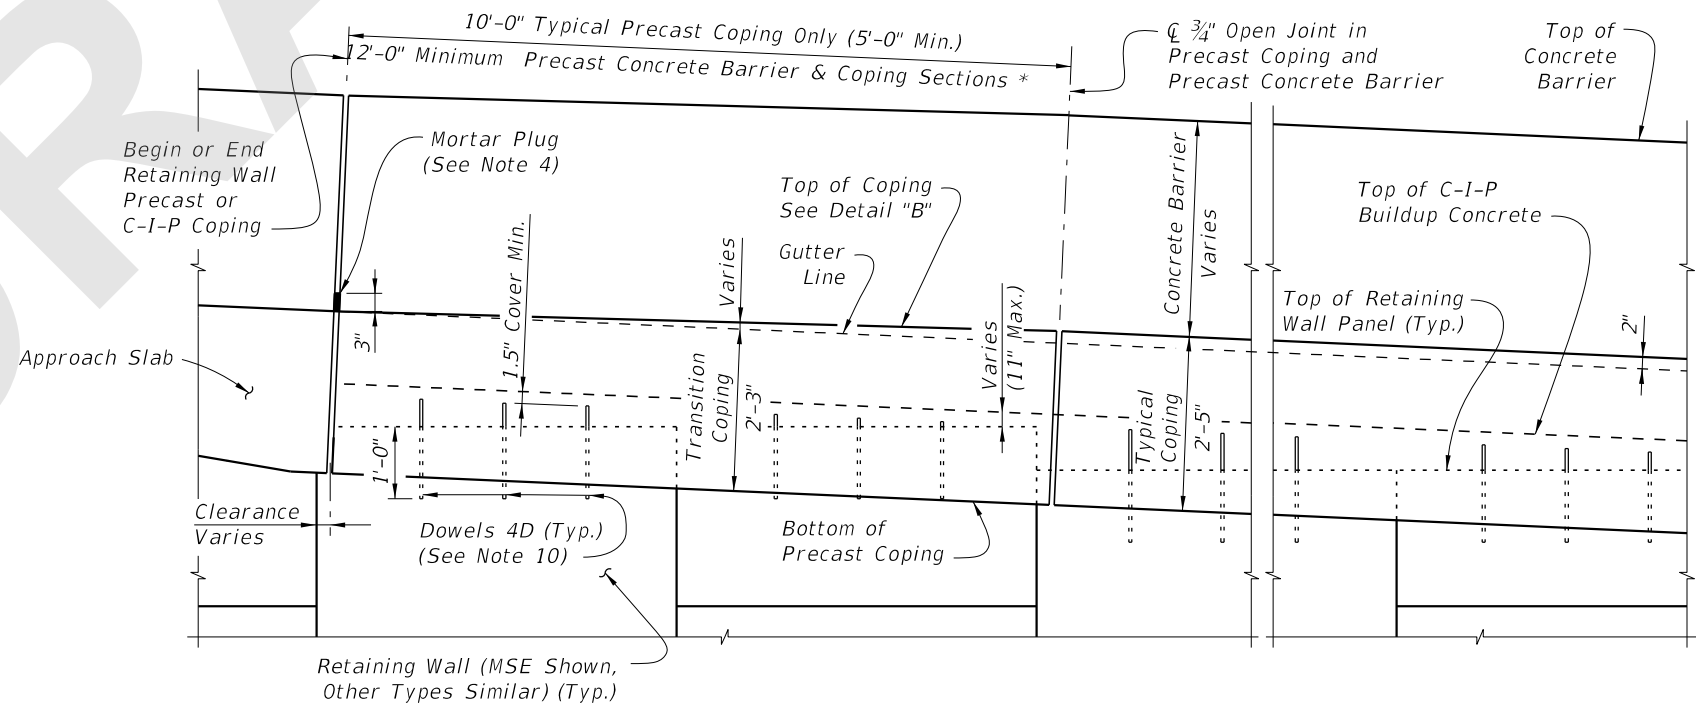 10'-0" Typical Precast Coping Only (5'-0" Min.)
12'-0" Minimum Precast Concrete Barrier & Coping Sections *
℄ ¾" Open Joint in
Precast Coping and
Precast Concrete Barrier
Top of
Concrete
Barrier
Begin or End
Retaining Wall
Precast or
C-I-P Coping
Mortar Plug
(See Note 4)
Top of Coping
See Detail "B"
Gutter
Line
Concrete Barrier
Varies
Top of C-I-P
Buildup Concrete
Top of Retaining
Wall Panel (Typ.)
2"
Approach Slab
3"
1.5" Cover Min.
Varies
Transition
Coping
2'-3"
Varies
(11" Max.)
Typical
Coping
2'-5"
1'-0"
Clearance
Varies
Dowels 4D (Typ.)
(See Note 10)
Bottom of
Precast Coping
Retaining Wall (MSE Shown,
Other Types Similar) (Typ.)